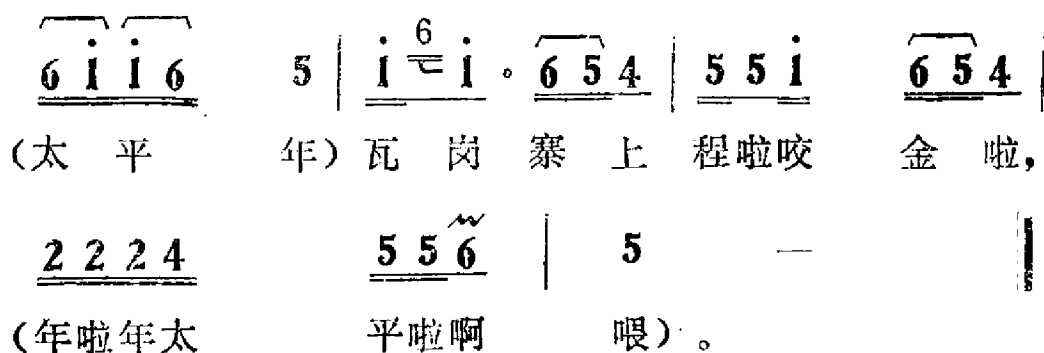 6 i i 6 5 | i 6 i . 6 5 4 | 5 5 i 6 5 4 |
(太 平 年) 瓦 岗 寨 上 程啦咬 金 啦,
2 2 2 4 5 5 6 | 5 —
(年啦年太 平啦啊 喂)。